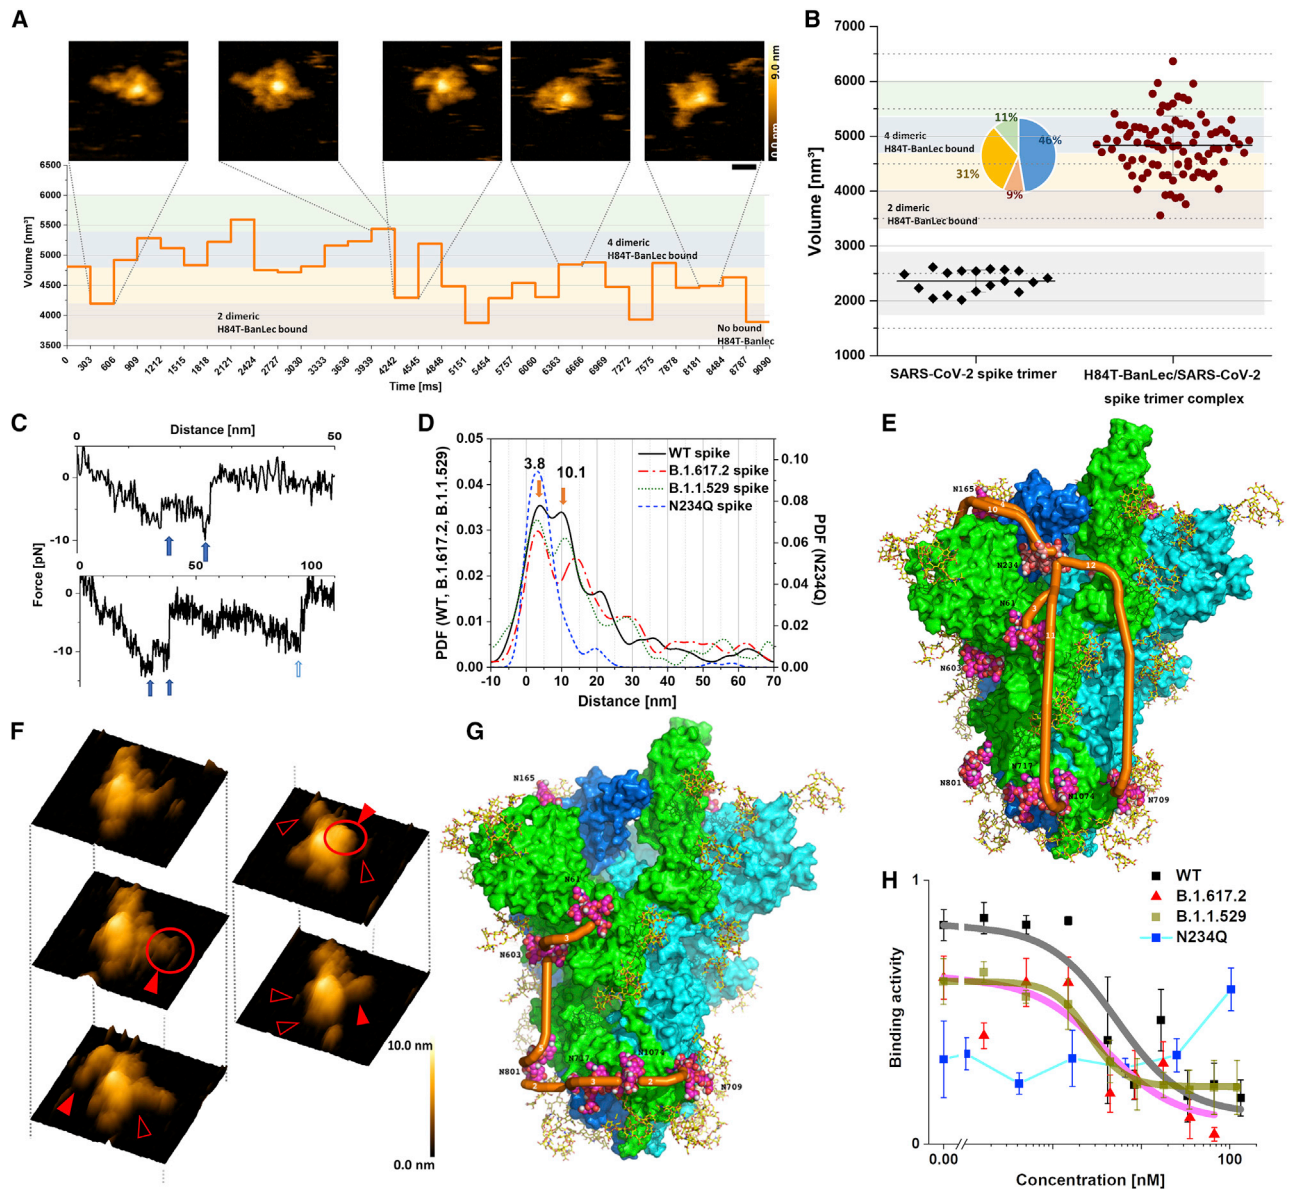 A
9.0 nm
0.0 nm
6500
6000
5500
5000
4500
4000
3500
Volume [nm³]
4 dimeric
H84T-BanLec bound
2 dimeric
H84T-BanLec bound
No bound
H84T-Banlec
0 303 606 909 1212 1515 1818 2121 2424 2727 3030 3333 3636 3939 4242 4545 4848 5151 5454 5757 6060 6363 6666 6969 7272 7575 7878 8181 8484 8787 9090
Time [ms]
B
7000
6000
5000
4000
3000
2000
1000
Volume [nm³]
4 dimeric
H84T-BanLec bound
2 dimeric
H84T-BanLec bound
11%
46%
31%
9%
SARS-CoV-2 spike trimer
H84T-BanLec/SARS-CoV-2
spike trimer complex
C
Distance [nm]
0 50
0
-10
0 50 100
0
-10
Force [pN]
D
0.05
0.04
0.03
0.02
0.01
0.00
PDF (WT, B.1.617.2, B.1.1.529)
3.8
10.1
WT spike
B.1.617.2 spike
B.1.1.529 spike
N234Q spike
0.10
0.08
0.06
0.04
0.02
0.00
PDF (N234Q)
-10 0 10 20 30 40 50 60 70
Distance [nm]
E
N165
10
N234
12
N61
3
11
N603
N717
N801
N1074
N709
F
10.0 nm
0.0 nm
G
N165
N61
3
N603
N717
N1074
N801
2
3
2
N709
H
WT
B.1.617.2
B.1.1.529
N234Q
1
0
Binding activity
0.00
100
Concentration [nM]